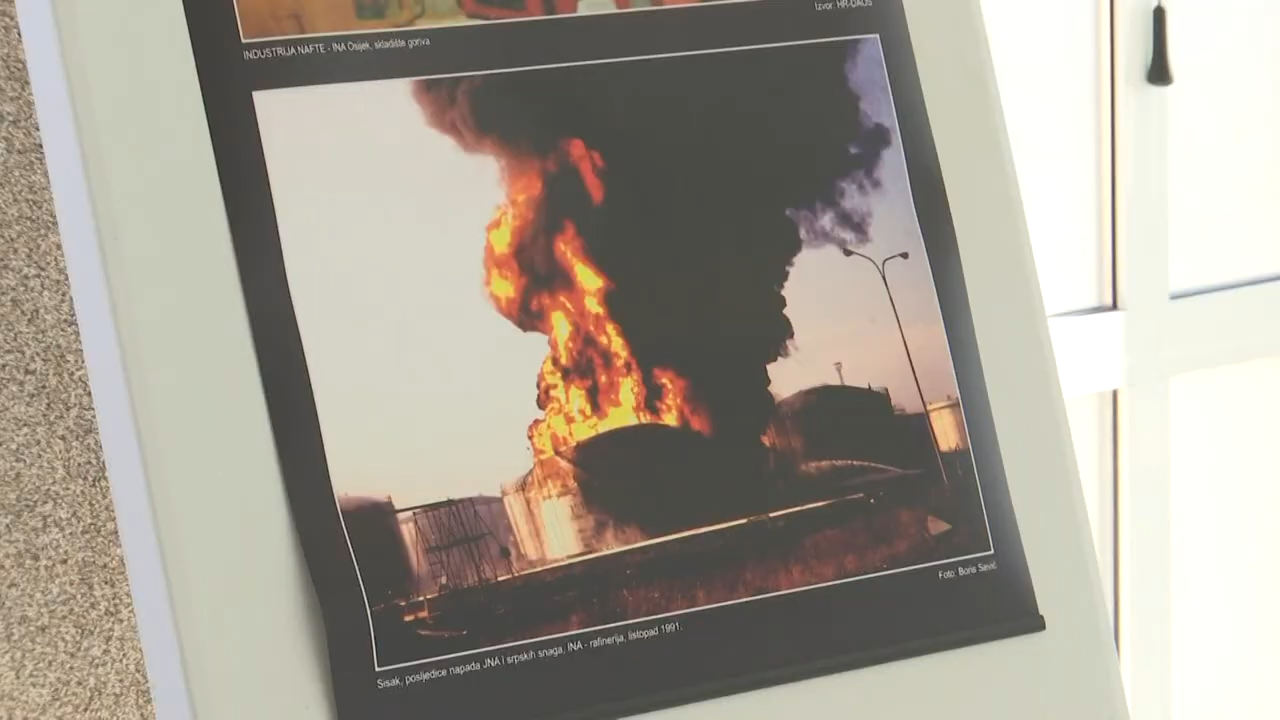 Izvor: HR-DAOS
INDUSTRIJA NAFTE - INA Osijek, skladište goriva
Foto: Boris Savić
Sisak, posljedice napada JNA i srpskih snaga, INA - rafinerija, listopad 1991.